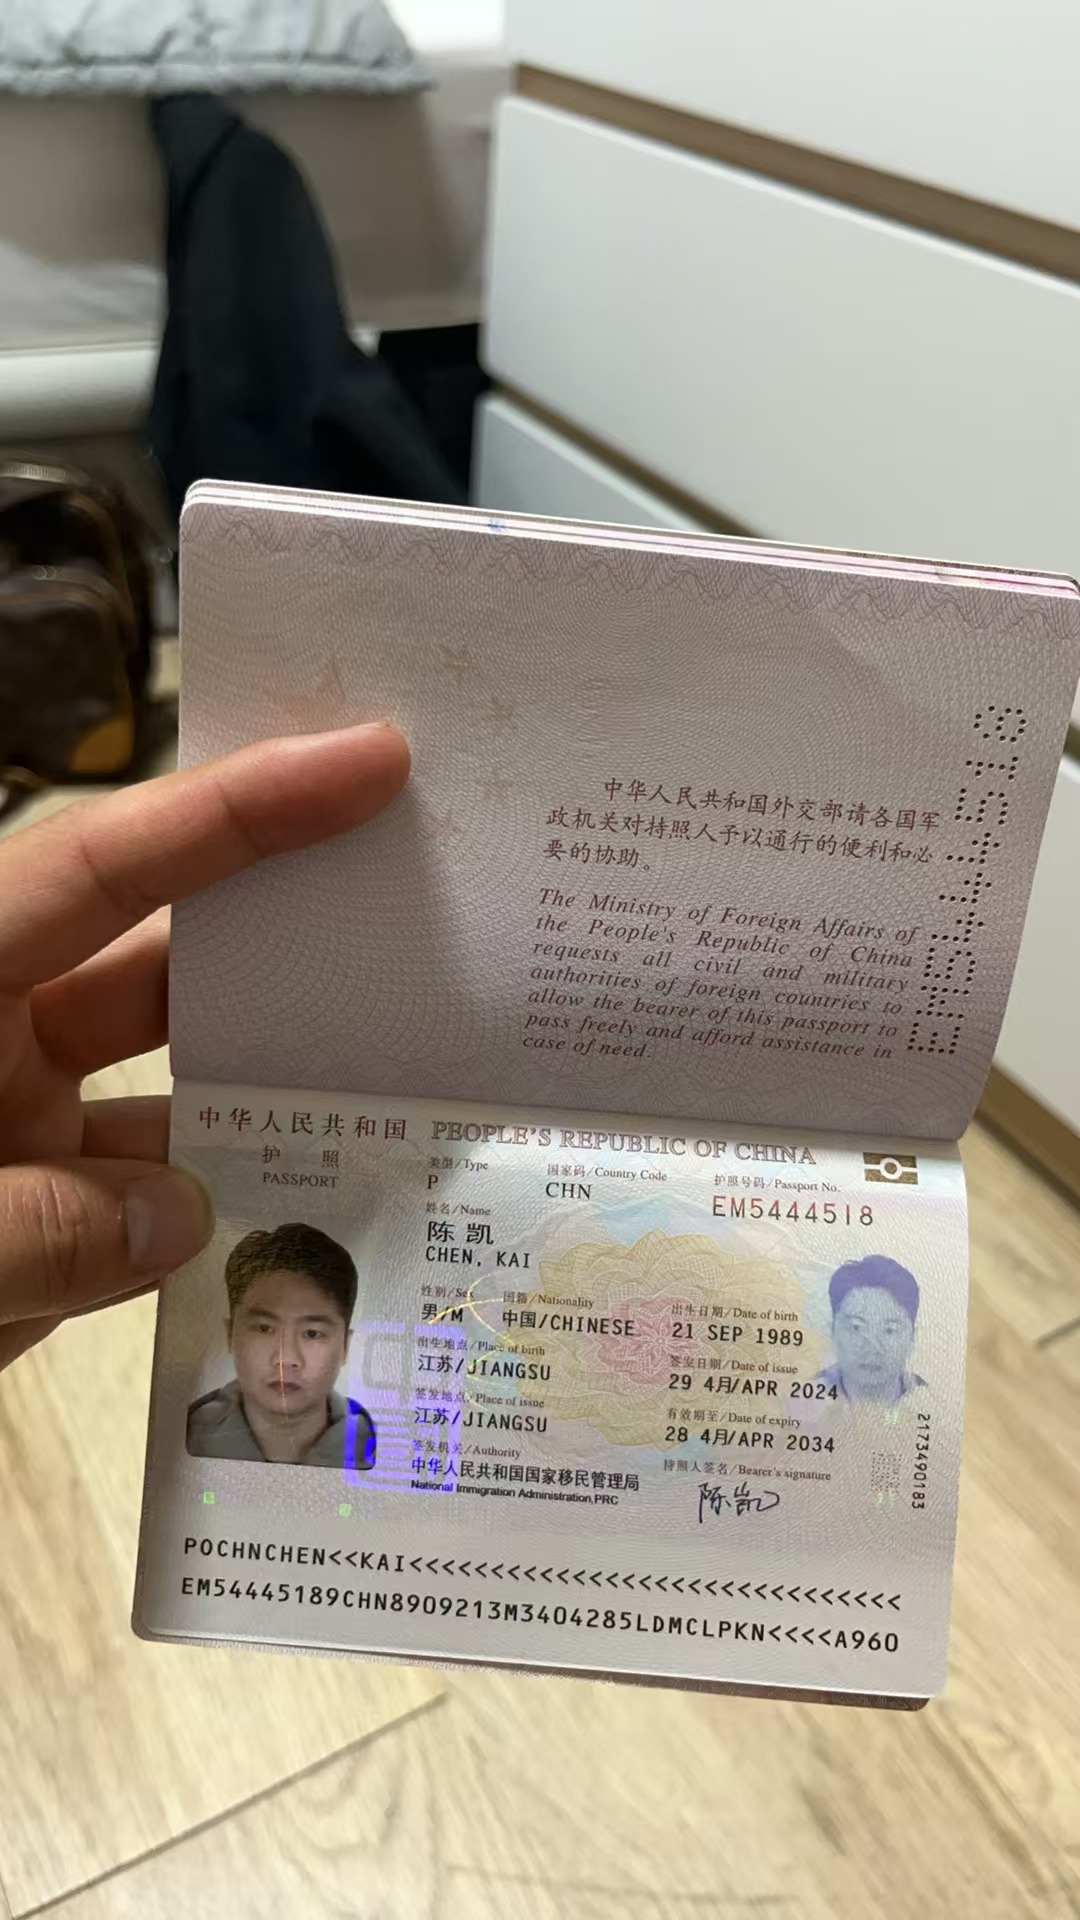 中华人民共和国外交部请各国军
政机关对持照人予以通行的便利和必
要的协助。
The Ministry of Foreign Affairs of
the People's Republic of China
requests all civil and military
authorities of foreign countries to
allow the bearer of this passport to
pass freely and afford assistance in
case of need.
EM5444518
中华人民共和国 PEOPLE'S REPUBLIC OF CHINA
护 照
PASSPORT
类型/Type 国家码/Country Code 护照号码/Passport No.
P CHN EM5444518
姓名/Name
陈凯
CHEN, KAI
性别/Sex 国籍/Nationality 出生日期/Date of birth
男/M 中国/CHINESE 21 SEP 1989
出生地点/Place of birth 签发日期/Date of issue
江苏/JIANGSU 29 4月/APR 2024
签发地点/Place of issue 有效期至/Date of expiry
江苏/JIANGSU 28 4月/APR 2034
签发机关/Authority 持照人签名/Bearer's signature
中华人民共和国国家移民管理局
National Immigration Administration,PRC
陈凯
2173490183
POCHNCHEN<<KAI<<<<<<<<<<<<<<<<<<<<<<<<<<<<<<
EM54445189CHN8909213M3404285LDMCLPKN<<<<A960